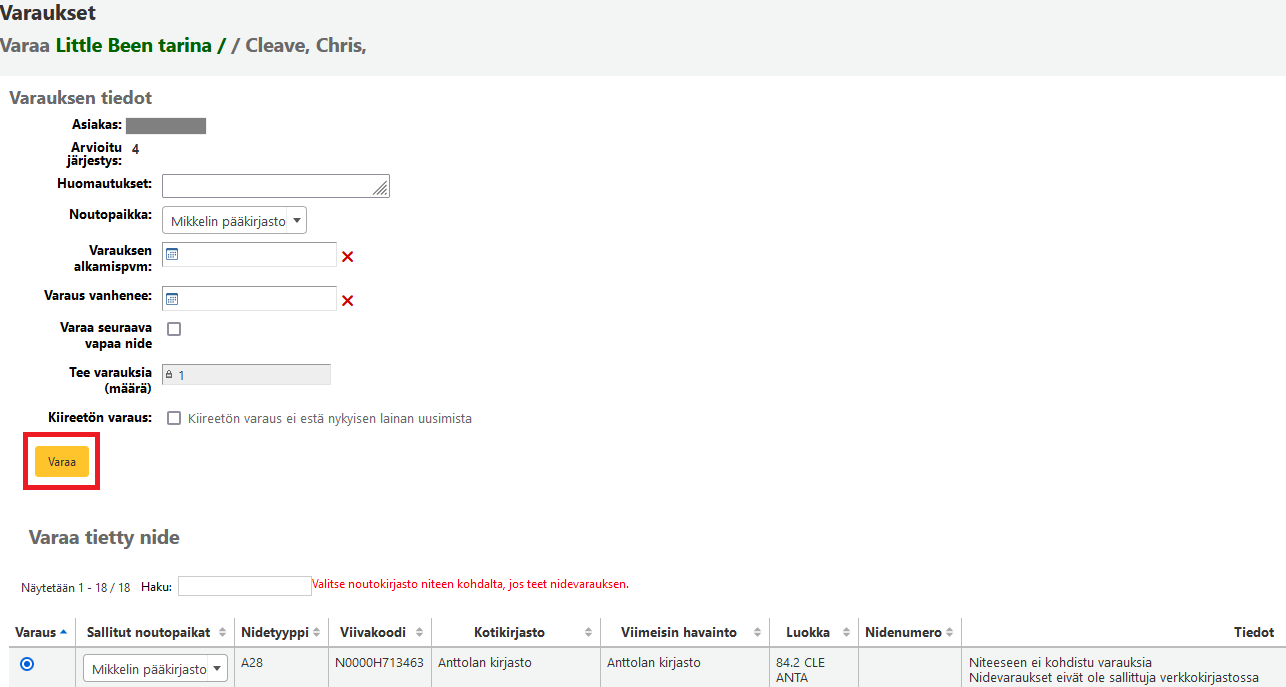 Varaukset
Varaa Little Been tarina / / Cleave, Chris,
Varauksen tiedot
Asiakas:
Arvioitu järjestys: 4
Huomautukset:
Noutopaikka: Mikkelin pääkirjasto
Varauksen alkamispvm:
Varaus vanhenee:
Varaa seuraava vapaa nide
Tee varauksia (määrä) 1
Kiireetön varaus: Kiireetön varaus ei estä nykyisen lainan uusimista
Varaa
Varaa tietty nide
Näytetään 1 - 18 / 18 Haku: Valitse noutokirjasto niteen kohdalta, jos teet nidevarauksen.
Varaus Sallitut noutopaikat Nidetyyppi Viivakoodi Kotikirjasto Viimeisin havainto Luokka Nidenumero Tiedot
Mikkelin pääkirjasto A28 N0000H713463 Anttolan kirjasto Anttolan kirjasto 84.2 CLE ANTA Niteeseen ei kohdistu varauksia
Nidevaraukset eivät ole sallittuja verkkokirjastossa